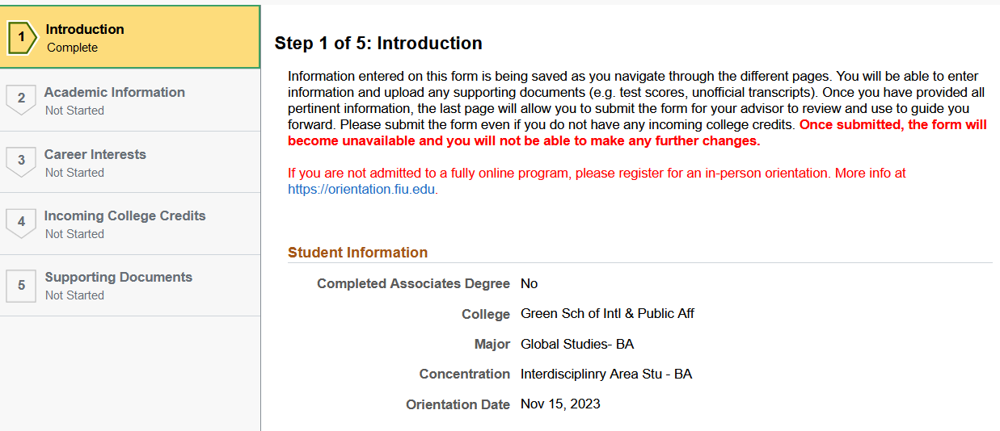 1
Introduction
Complete
2
Academic Information
Not Started
3
Career Interests
Not Started
4
Incoming College Credits
Not Started
5
Supporting Documents
Not Started
Step 1 of 5: Introduction
Information entered on this form is being saved as you navigate through the different pages. You will be able to enter
information and upload any supporting documents (e.g. test scores, unofficial transcripts). Once you have provided all
pertinent information, the last page will allow you to submit the form for your advisor to review and use to guide you
forward. Please submit the form even if you do not have any incoming college credits. Once submitted, the form will
become unavailable and you will not be able to make any further changes.
If you are not admitted to a fully online program, please register for an in-person orientation. More info at
https://orientation.fiu.edu.
Student Information
Completed Associates Degree No
College Green Sch of Intl & Public Aff
Major Global Studies- BA
Concentration Interdisciplinry Area Stu - BA
Orientation Date Nov 15, 2023